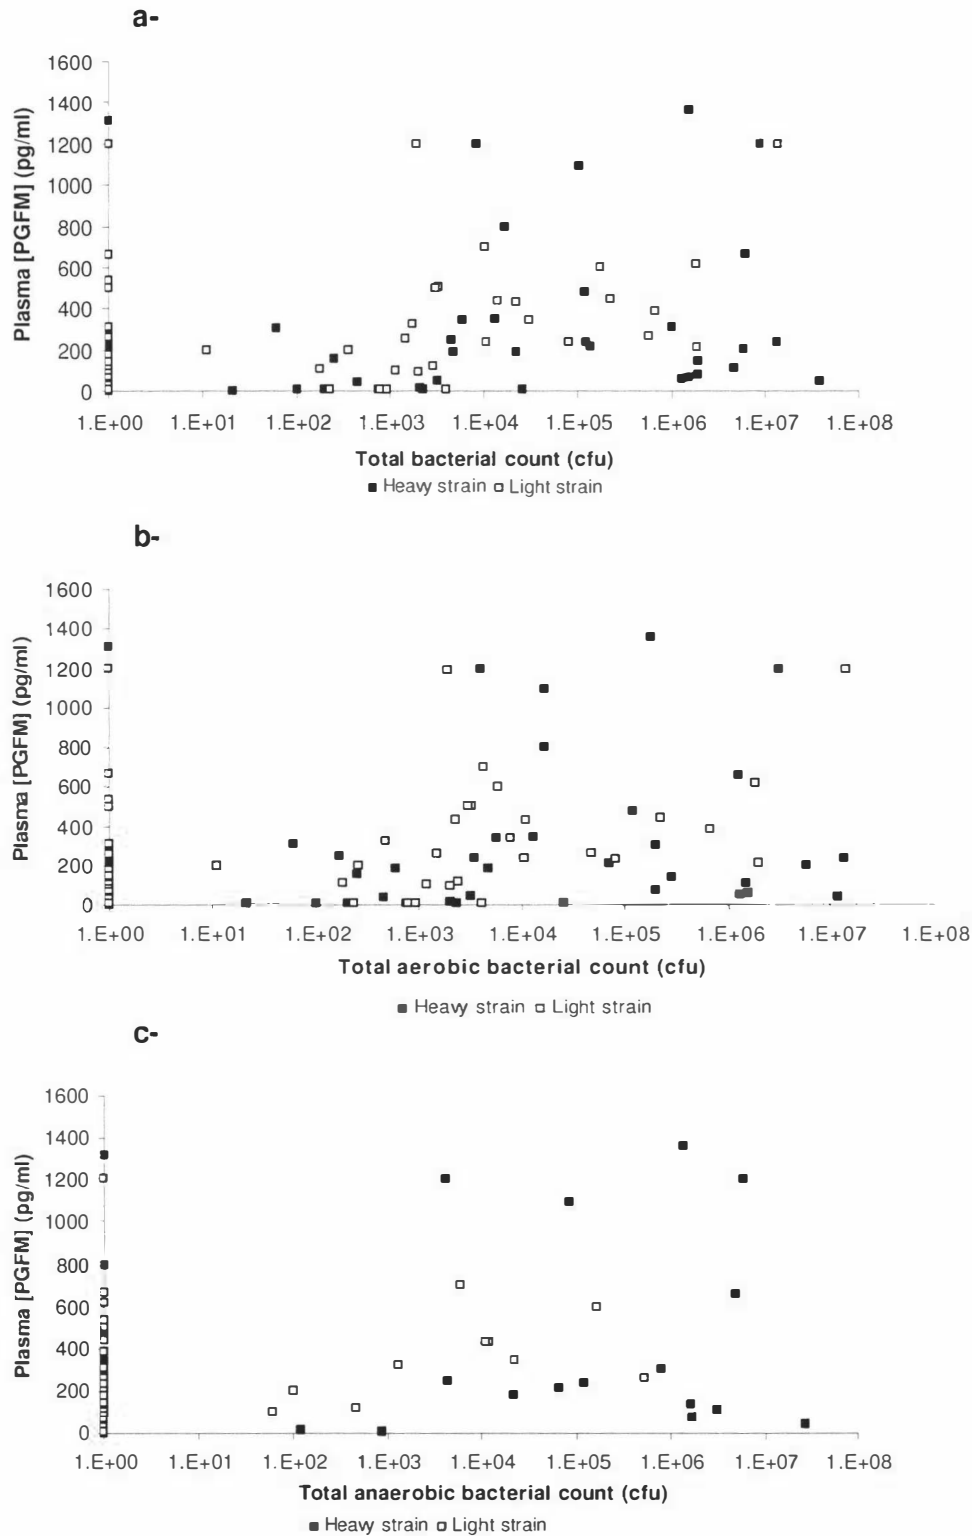 a-
1600
1400
1200
1000
800
600
400
200
0
Plasma [PGFM] (pg/ml)
1.E+00 1.E+01 1.E+02 1.E+03 1.E+04 1.E+05 1.E+06 1.E+07 1.E+08
Total bacterial count (cfu)
Heavy strain Light strain
b-
1600
1400
1200
1000
800
600
400
200
0
Plasma [PGFM] (pg/ml)
1.E+00 1.E+01 1.E+02 1.E+03 1.E+04 1.E+05 1.E+06 1.E+07 1.E+08
Total aerobic bacterial count (cfu)
Heavy strain Light strain
c-
1600
1400
1200
1000
800
600
400
200
0
Plasma [PGFM] (pg/ml)
1.E+00 1.E+01 1.E+02 1.E+03 1.E+04 1.E+05 1.E+06 1.E+07 1.E+08
Total anaerobic bacterial count (cfu)
Heavy strain Light strain